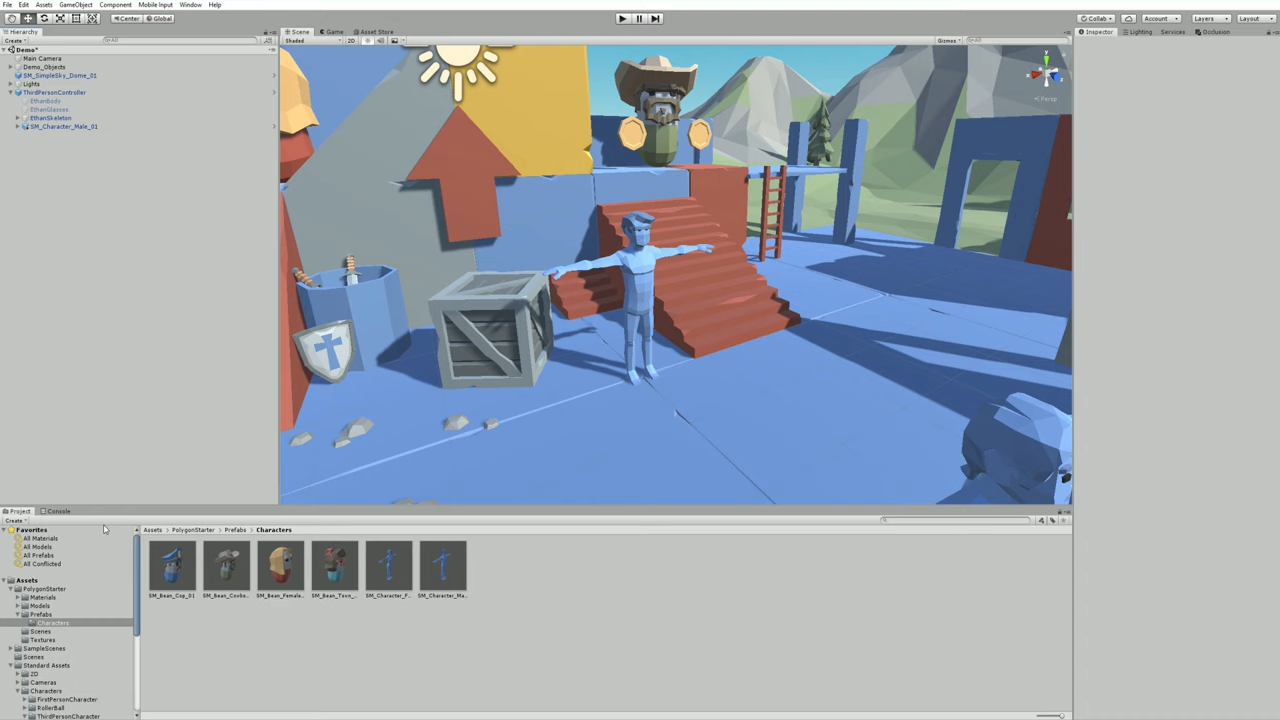 File Edit Assets GameObject Component Mobile Input Window Help
Center Global
Collab Account Layers Layout
Hierarchy Scene Game Asset Store Inspector Lighting Services Occlusion
Create All Shaded 2D Gizmos All
Demo*
Main Camera
Demo_Objects
SM_SimpleSky_Dome_01
Lights
ThirdPersonController
EthanBody
EthanGlasses
EthanSkeleton
SM_Character_Male_01
y
x
z
Persp
Project Console
Create
Favorites
All Materials
All Models
All Prefabs
All Conflicted
Assets
PolygonStarter
Materials
Models
Prefabs
Characters
Scenes
Textures
SampleScenes
Scenes
Standard Assets
2D
Cameras
Characters
FirstPersonCharacter
RollerBall
ThirdPersonCharacter
Assets > PolygonStarter > Prefabs > Characters
SM_Bean_Cop_01 SM_Bean_Cowbo... SM_Bean_Female... SM_Bean_Town_... SM_Character_F... SM_Character_Ma...